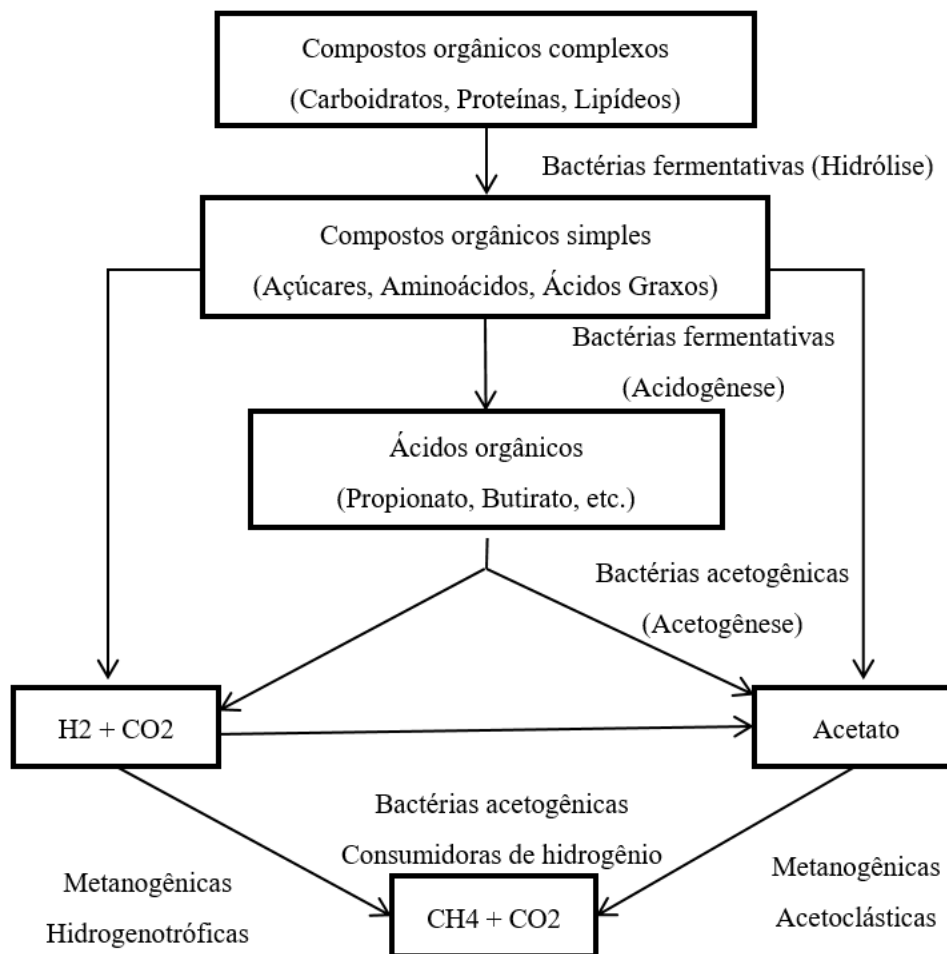 Compostos orgânicos complexos
(Carboidratos, Proteínas, Lipídeos)
Bactérias fermentativas (Hidrólise)
Compostos orgânicos simples
(Açúcares, Aminoácidos, Ácidos Graxos)
Bactérias fermentativas
(Acidogênese)
Ácidos orgânicos
(Propionato, Butirato, etc.)
Bactérias acetogênicas
(Acetogênese)
H2 + CO2
Acetato
Bactérias acetogênicas
Consumidoras de hidrogênio
Metanogênicas
Hidrogenotróficas
Metanogênicas
Acetoclásticas
CH4 + CO2